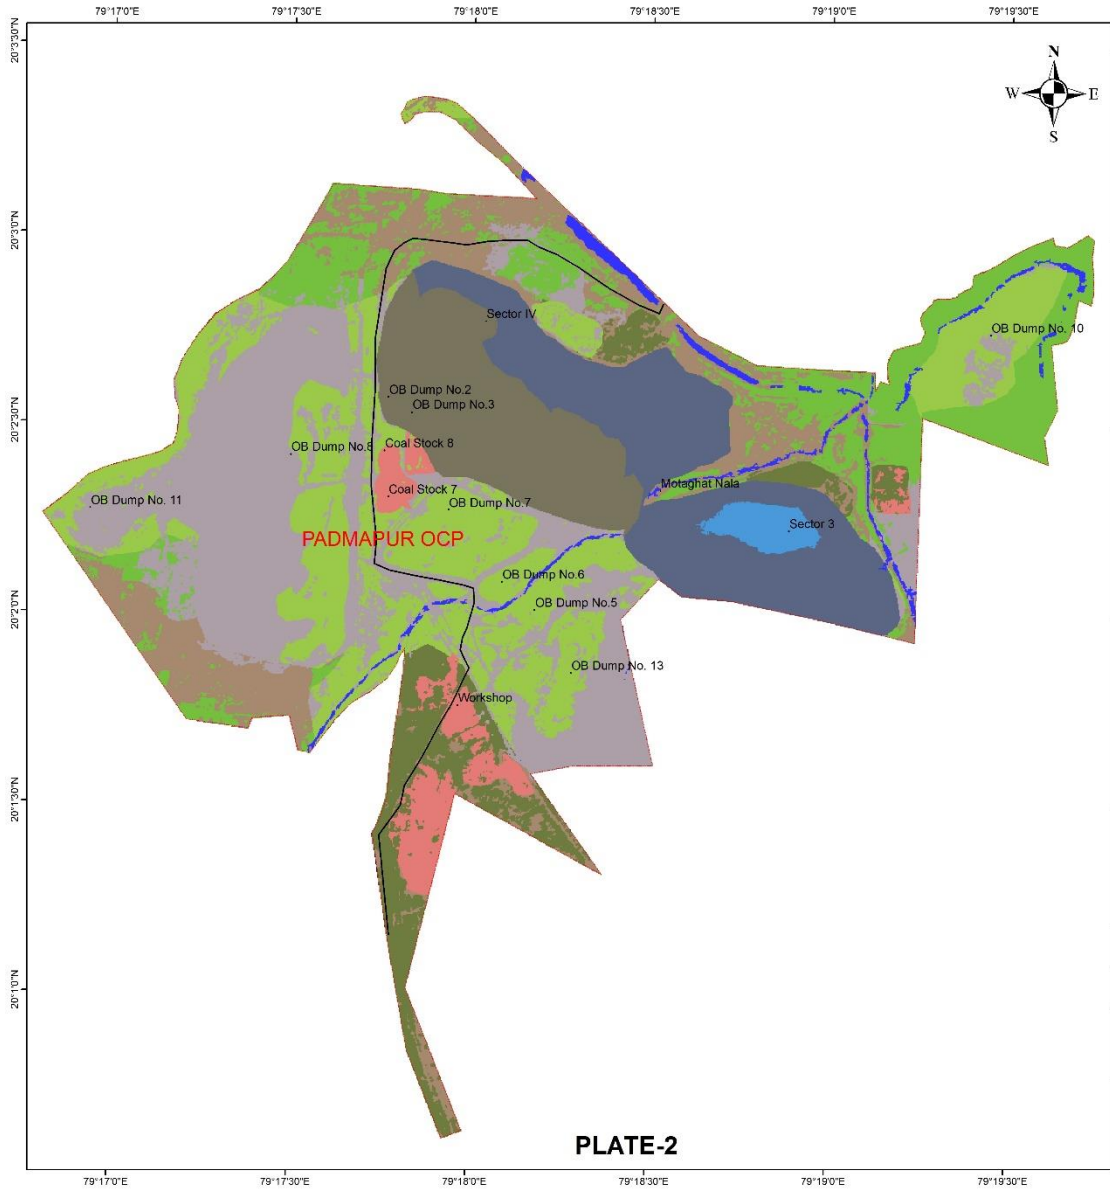 79°17'0"E 79°17'30"E 79°18'0"E 79°18'30"E 79°19'0"E 79°19'30"E
20°3'30"N
N
W E
S
20°3'0"N
OB Dump No. 10
Sector IV
OB Dump No.2
OB Dump No.3
20°2'30"N
Coal Stock 8
OB Dump No.8
Motaghat Nala
Coal Stock 7
OB Dump No. 11
OB Dump No.7
Sector 3
PADMAPUR OCP
OB Dump No.6
OB Dump No.5
20°2'0"N
OB Dump No. 13
Workshop
20°1'30"N
20°1'0"N
PLATE-2
79°17'0"E 79°17'30"E 79°18'0"E 79°18'30"E 79°19'0"E 79°19'30"E